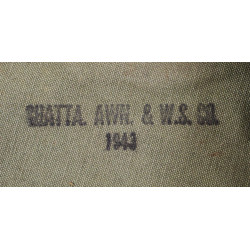 CHATTA. AWN. & W.S. CO.
1943